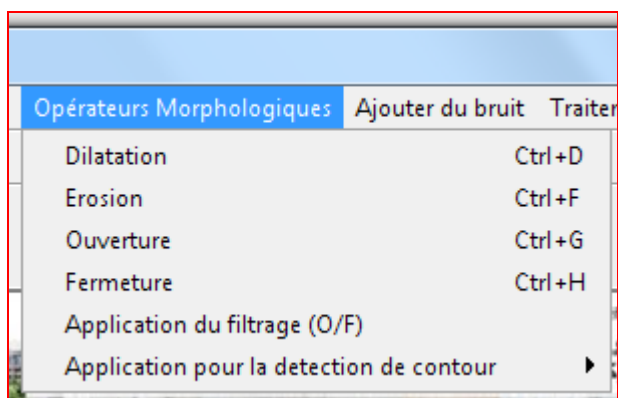 Opérateurs Morphologiques Ajouter du bruit Traiter
Dilatation Ctrl+D
Erosion Ctrl+F
Ouverture Ctrl+G
Fermeture Ctrl+H
Application du filtrage (O/F)
Application pour la detection de contour